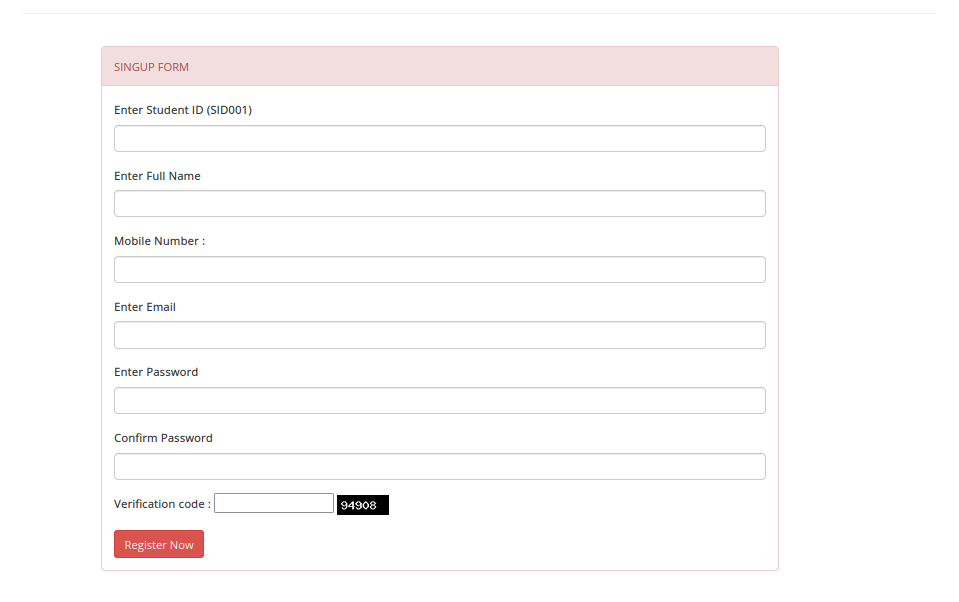 SINGUP FORM
Enter Student ID (SID001)
Enter Full Name
Mobile Number :
Enter Email
Enter Password
Confirm Password
Verification code : 94908
Register Now